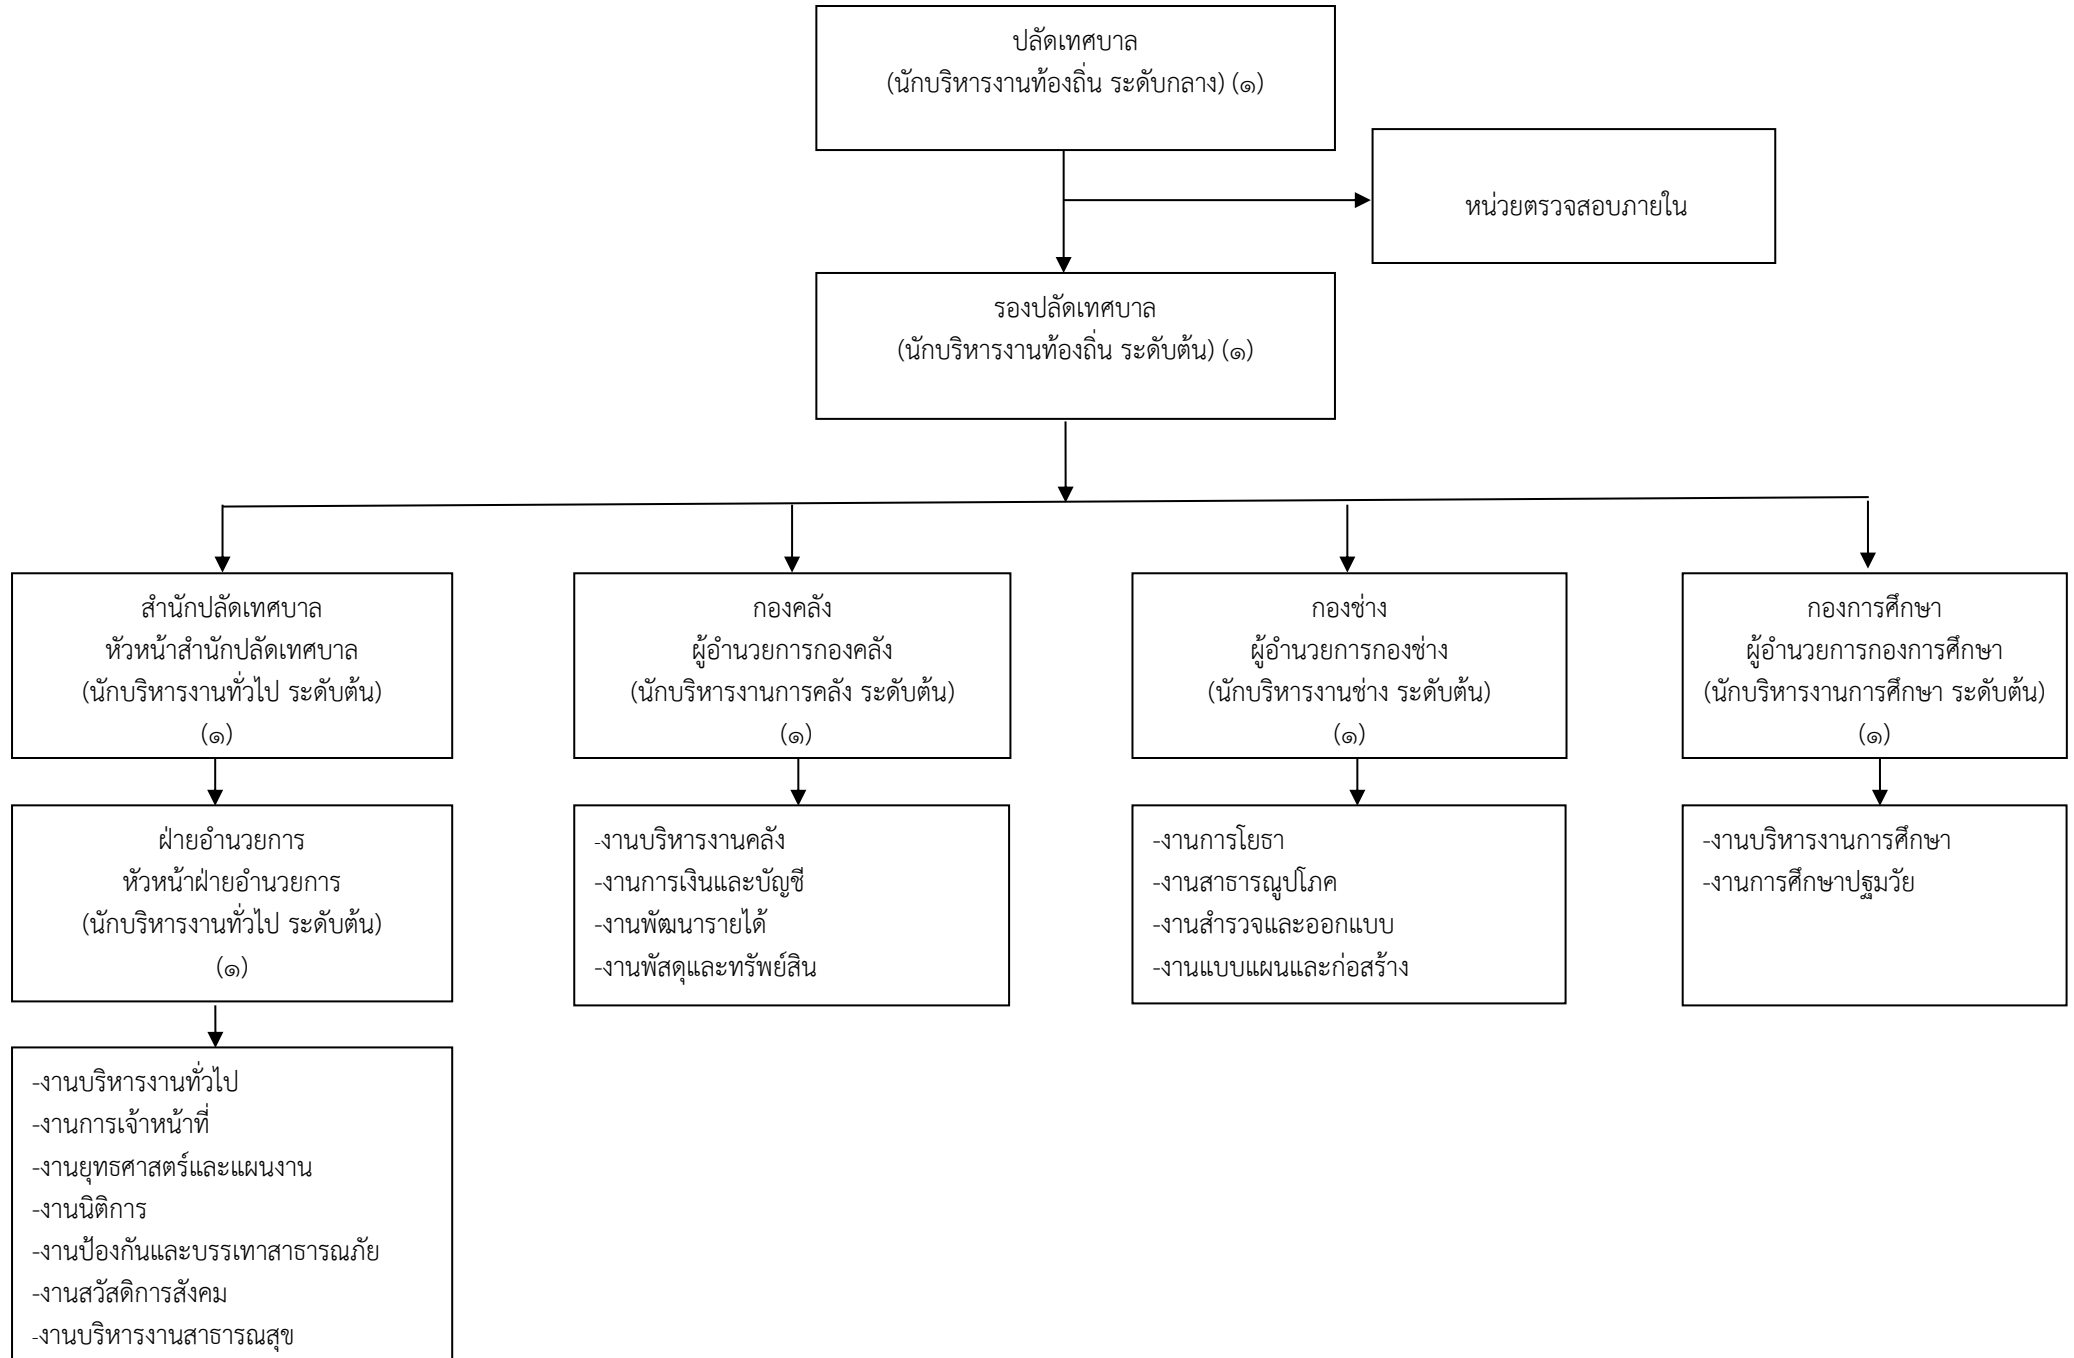 ปลัดเทศบาล
(นักบริหารงานท้องถิ่น ระดับกลาง) (๑)
หน่วยตรวจสอบภายใน
รองปลัดเทศบาล
(นักบริหารงานท้องถิ่น ระดับต้น) (๑)
สำนักปลัดเทศบาล
หัวหน้าสำนักปลัดเทศบาล
(นักบริหารงานทั่วไป ระดับต้น)
(๑)
กองคลัง
ผู้อำนวยการกองคลัง
(นักบริหารงานการคลัง ระดับต้น)
(๑)
กองช่าง
ผู้อำนวยการกองช่าง
(นักบริหารงานช่าง ระดับต้น)
(๑)
กองการศึกษา
ผู้อำนวยการกองการศึกษา
(นักบริหารงานการศึกษา ระดับต้น)
(๑)
ฝ่ายอำนวยการ
หัวหน้าฝ่ายอำนวยการ
(นักบริหารงานทั่วไป ระดับต้น)
(๑)
-งานบริหารงานคลัง
-งานการเงินและบัญชี
-งานพัฒนารายได้
-งานพัสดุและทรัพย์สิน
-งานการโยธา
-งานสาธารณูปโภค
-งานสำรวจและออกแบบ
-งานแบบแผนและก่อสร้าง
-งานบริหารงานการศึกษา
-งานการศึกษาปฐมวัย
-งานบริหารงานทั่วไป
-งานการเจ้าหน้าที่
-งานยุทธศาสตร์และแผนงาน
-งานนิติการ
-งานป้องกันและบรรเทาสาธารณภัย
-งานสวัสดิการสังคม
-งานบริหารงานสาธารณสุข